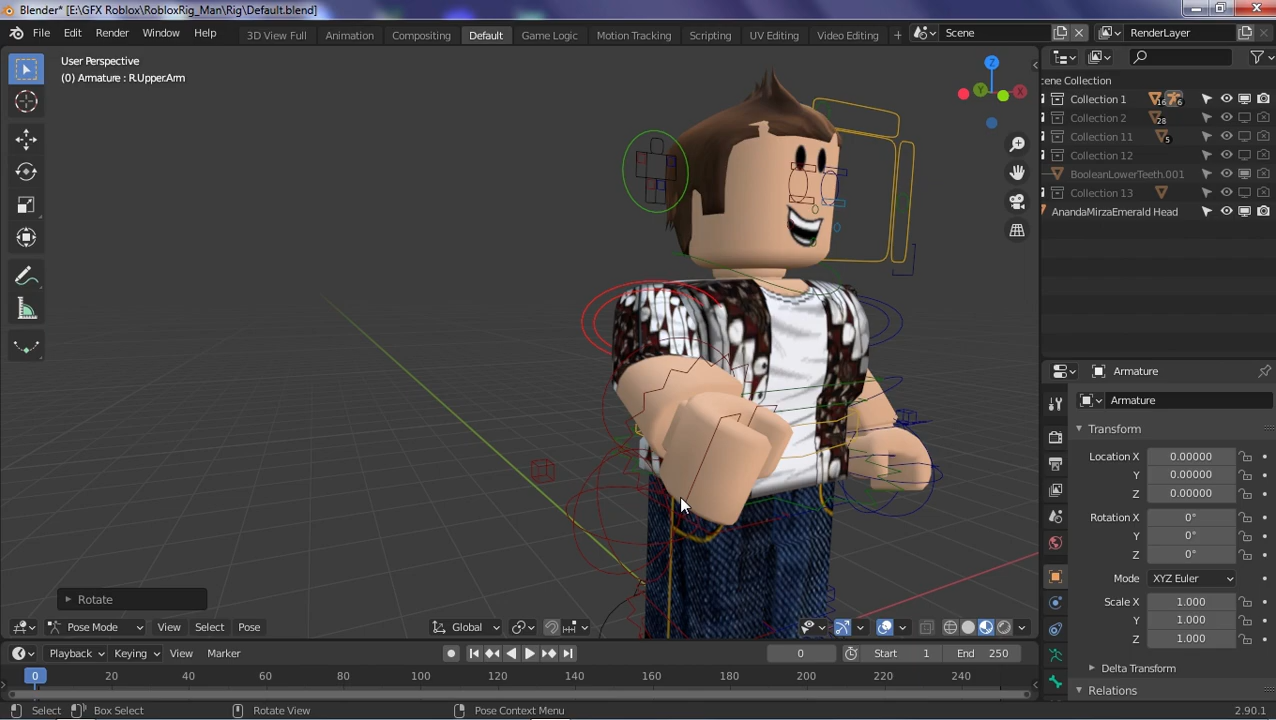 Blender* [E:\GFX Roblox\RobloxRig_Man\Rig\Default.blend]
File Edit Render Window Help 3D View Full Animation Compositing Default Game Logic Motion Tracking Scripting UV Editing Video Editing + Scene RenderLayer
User Perspective
(0) Armature : R.Upper.Arm
Z
Y
X
cene Collection
Collection 1 16 6
Collection 2 28
Collection 11 5
Collection 12
BooleanLowerTeeth.001
Collection 13
AnandaMirzaEmerald Head
Armature
Armature
Transform
Location X 0.00000
Y 0.00000
Z 0.00000
Rotation X 0°
Y 0°
Z 0°
Mode XYZ Euler
Scale X 1.000
Y 1.000
Z 1.000
Delta Transform
Relations
Rotate
Pose Mode View Select Pose Global
Playback Keying View Marker 0 Start 1 End 250
0 20 40 60 80 100 120 140 160 180 200 220 240
Select Box Select Rotate View Pose Context Menu 2.90.1